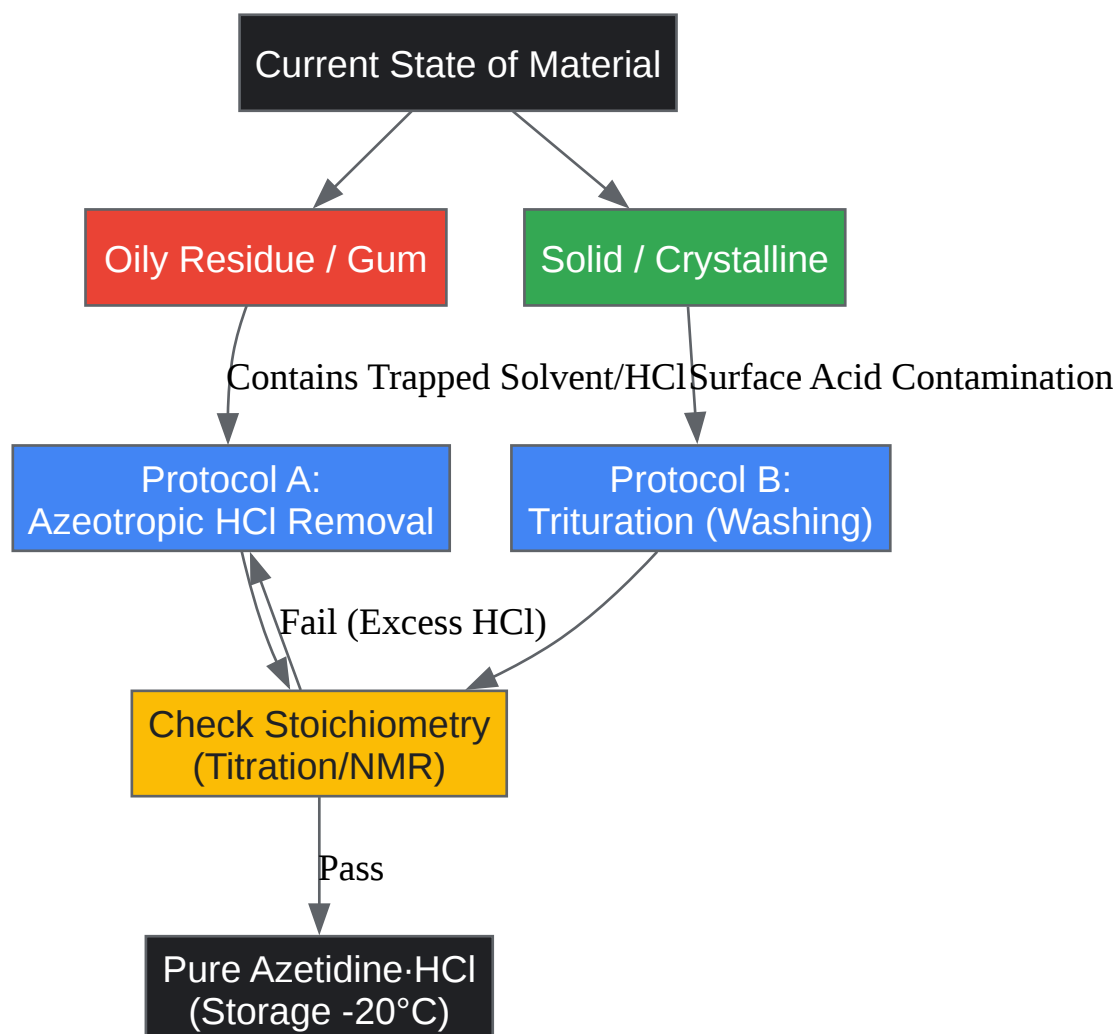 Current State of Material
Oily Residue / Gum
Solid / Crystalline
Contains Trapped Solvent/HCl
Surface Acid Contamination
Protocol A:
Azeotropic HCl Removal
Protocol B:
Trituration (Washing)
Fail (Excess HCl)
Check Stoichiometry
(Titration/NMR)
Pass
Pure Azetidine·HCl
(Storage -20°C)